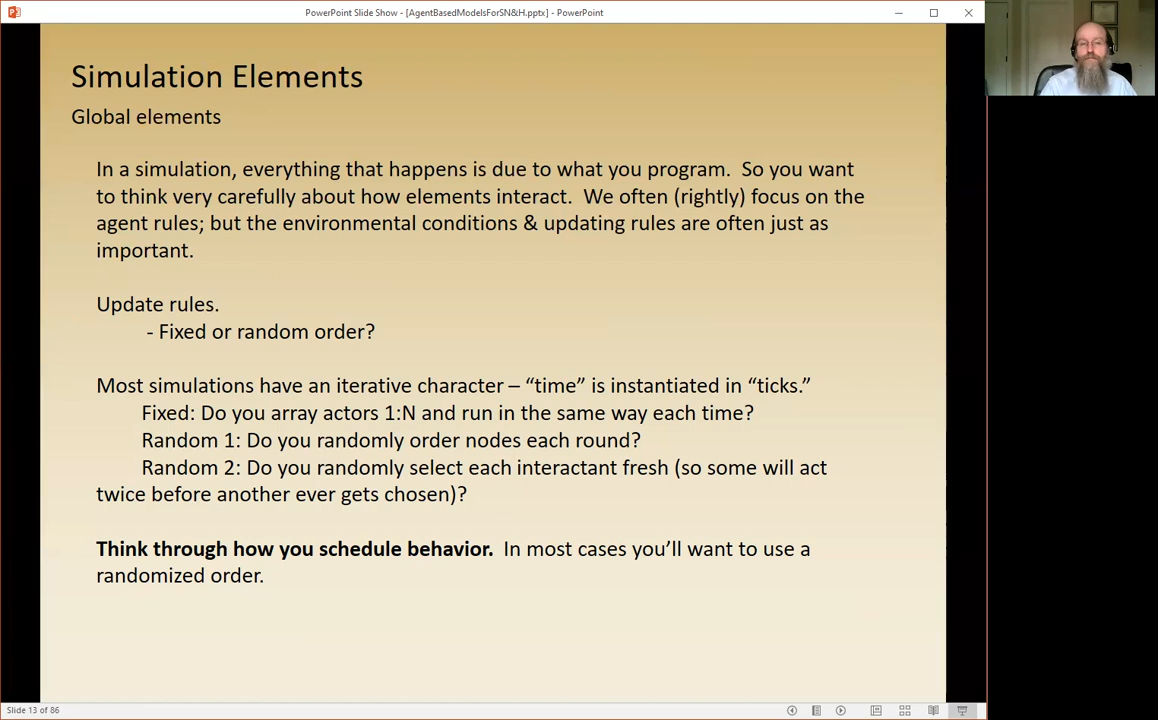 PowerPoint Slide Show - [AgentBasedModelsForSN&H.pptx] - PowerPoint
Simulation Elements
Global elements
In a simulation, everything that happens is due to what you program. So you want
to think very carefully about how elements interact. We often (rightly) focus on the
agent rules; but the environmental conditions & updating rules are often just as
important.
Update rules.
- Fixed or random order?
Most simulations have an iterative character – “time” is instantiated in “ticks.”
Fixed: Do you array actors 1:N and run in the same way each time?
Random 1: Do you randomly order nodes each round?
Random 2: Do you randomly select each interactant fresh (so some will act
twice before another ever gets chosen)?
Think through how you schedule behavior. In most cases you’ll want to use a
randomized order.
Slide 13 of 86